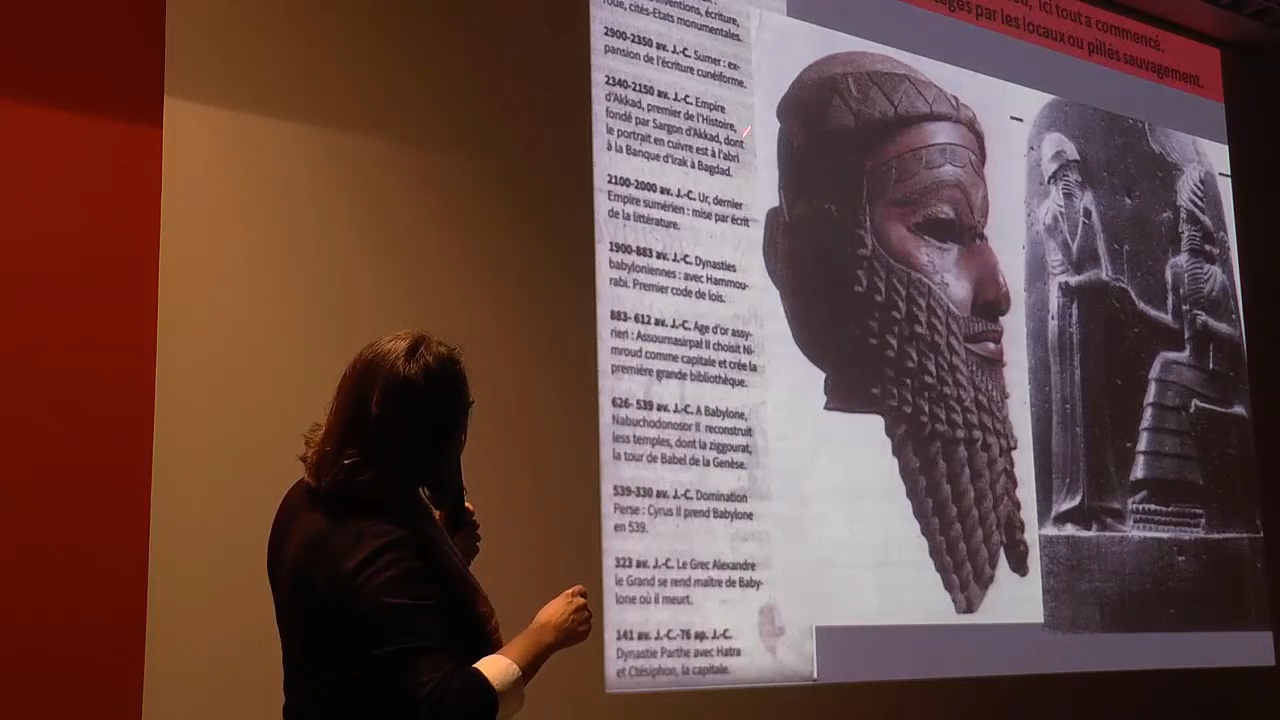 ici tout a commencé.
par les locaux ou pillés sauvagement.
inventions, écriture,
roue, cités-Etats monumentales.
2900-2350 av. J.-C. Sumer : ex-
pansion de l'écriture cunéiforme.
2340-2150 av. J.-C. Empire
d'Akkad, premier de l'Histoire,
fondé par Sargon d'Akkad, dont
le portrait en cuivre est à l'abri
à la Banque d'Irak à Bagdad.
2100-2000 av. J.-C. Ur, dernier
Empire sumérien : mise par écrit
de la littérature.
1900-883 av. J.-C. Dynasties
babyloniennes : avec Hammou-
rabi. Premier code de lois.
883- 612 av. J.-C. Age d'or assy-
rien : Assournasirpal II choisit Ni-
mroud comme capitale et crée la
première grande bibliothèque.
626- 539 av. J.-C. A Babylone,
Nabuchodonosor II reconstruit
less temples, dont la ziggourat,
la tour de Babel de la Genèse.
539-330 av. J.-C. Domination
Perse : Cyrus II prend Babylone
en 539.
323 av. J.-C. Le Grec Alexandre
le Grand se rend maître de Baby-
lone où il meurt.
141 av. J.-C.-76 ap. J.-C.
Dynastie Parthe avec Hatra
et Ctésiphon, la capitale.